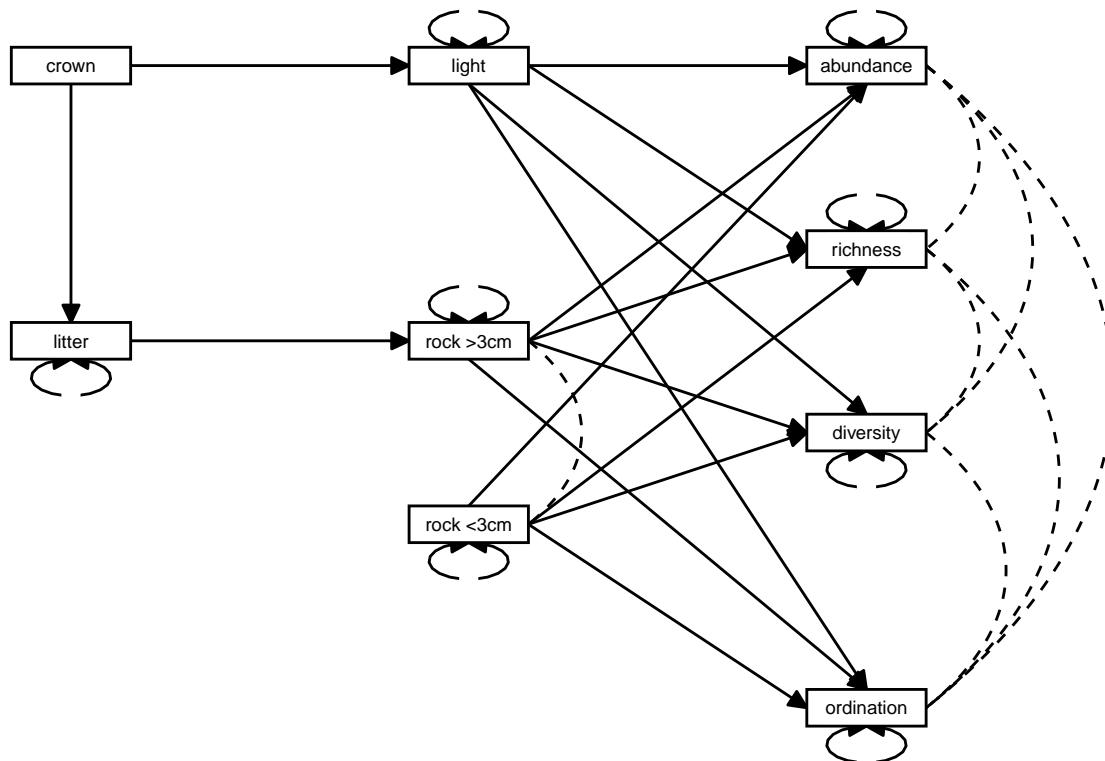 crown
light
abundance
richness
litter
rock >3cm
diversity
rock <3cm
ordination